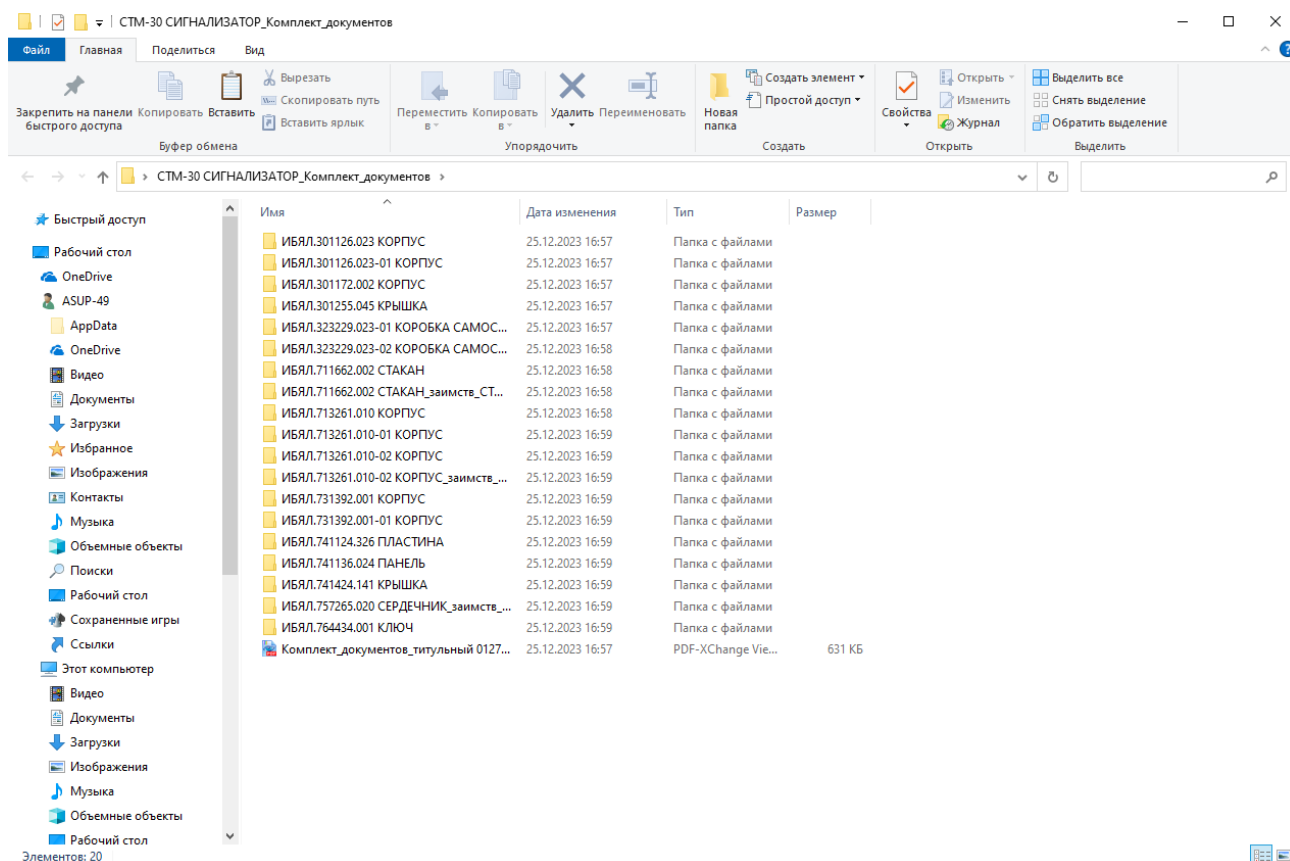 СТМ-30 СИГНАЛИЗАТОР_Комплект_документов
Файл Главная Поделиться Вид
Закрепить на панели быстрого доступа
Копировать
Вставить
Вырезать
Скопировать путь
Вставить ярлык
Переместить в
Копировать в
Удалить
Переименовать
Новая папка
Создать элемент
Простой доступ
Свойства
Открыть
Изменить
Журнал
Выделить все
Снять выделение
Обратить выделение
Буфер обмена Упорядочить Создать Открыть Выделить
СТМ-30 СИГНАЛИЗАТОР_Комплект_документов
Быстрый доступ
Рабочий стол
OneDrive
ASUP-49
AppData
OneDrive
Видео
Документы
Загрузки
Избранное
Изображения
Контакты
Музыка
Объемные объекты
Поиски
Рабочий стол
Сохраненные игры
Ссылки
Этот компьютер
Видео
Документы
Загрузки
Изображения
Музыка
Объемные объекты
Рабочий стол
Имя Дата изменения Тип Размер
ИБЯЛ.301126.023 КОРПУС 25.12.2023 16:57 Папка с файлами
ИБЯЛ.301126.023-01 КОРПУС 25.12.2023 16:57 Папка с файлами
ИБЯЛ.301172.002 КОРПУС 25.12.2023 16:57 Папка с файлами
ИБЯЛ.301255.045 КРЫШКА 25.12.2023 16:57 Папка с файлами
ИБЯЛ.323229.023-01 КОРОБКА САМОС... 25.12.2023 16:57 Папка с файлами
ИБЯЛ.323229.023-02 КОРОБКА САМОС... 25.12.2023 16:58 Папка с файлами
ИБЯЛ.711662.002 СТАКАН 25.12.2023 16:58 Папка с файлами
ИБЯЛ.711662.002 СТАКАН_заимств_СТ... 25.12.2023 16:58 Папка с файлами
ИБЯЛ.713261.010 КОРПУС 25.12.2023 16:58 Папка с файлами
ИБЯЛ.713261.010-01 КОРПУС 25.12.2023 16:59 Папка с файлами
ИБЯЛ.713261.010-02 КОРПУС 25.12.2023 16:59 Папка с файлами
ИБЯЛ.713261.010-02 КОРПУС_заимств_... 25.12.2023 16:59 Папка с файлами
ИБЯЛ.731392.001 КОРПУС 25.12.2023 16:59 Папка с файлами
ИБЯЛ.731392.001-01 КОРПУС 25.12.2023 16:59 Папка с файлами
ИБЯЛ.741124.326 ПЛАСТИНА 25.12.2023 16:59 Папка с файлами
ИБЯЛ.741136.024 ПАНЕЛЬ 25.12.2023 16:59 Папка с файлами
ИБЯЛ.741424.141 КРЫШКА 25.12.2023 16:59 Папка с файлами
ИБЯЛ.757265.020 СЕРДЕЧНИК_заимств_... 25.12.2023 16:59 Папка с файлами
ИБЯЛ.764434.001 КЛЮЧ 25.12.2023 16:59 Папка с файлами
Комплект_документов_титульный 0127... 25.12.2023 16:57 PDF-XChange Vie... 631 КБ
Элементов: 20